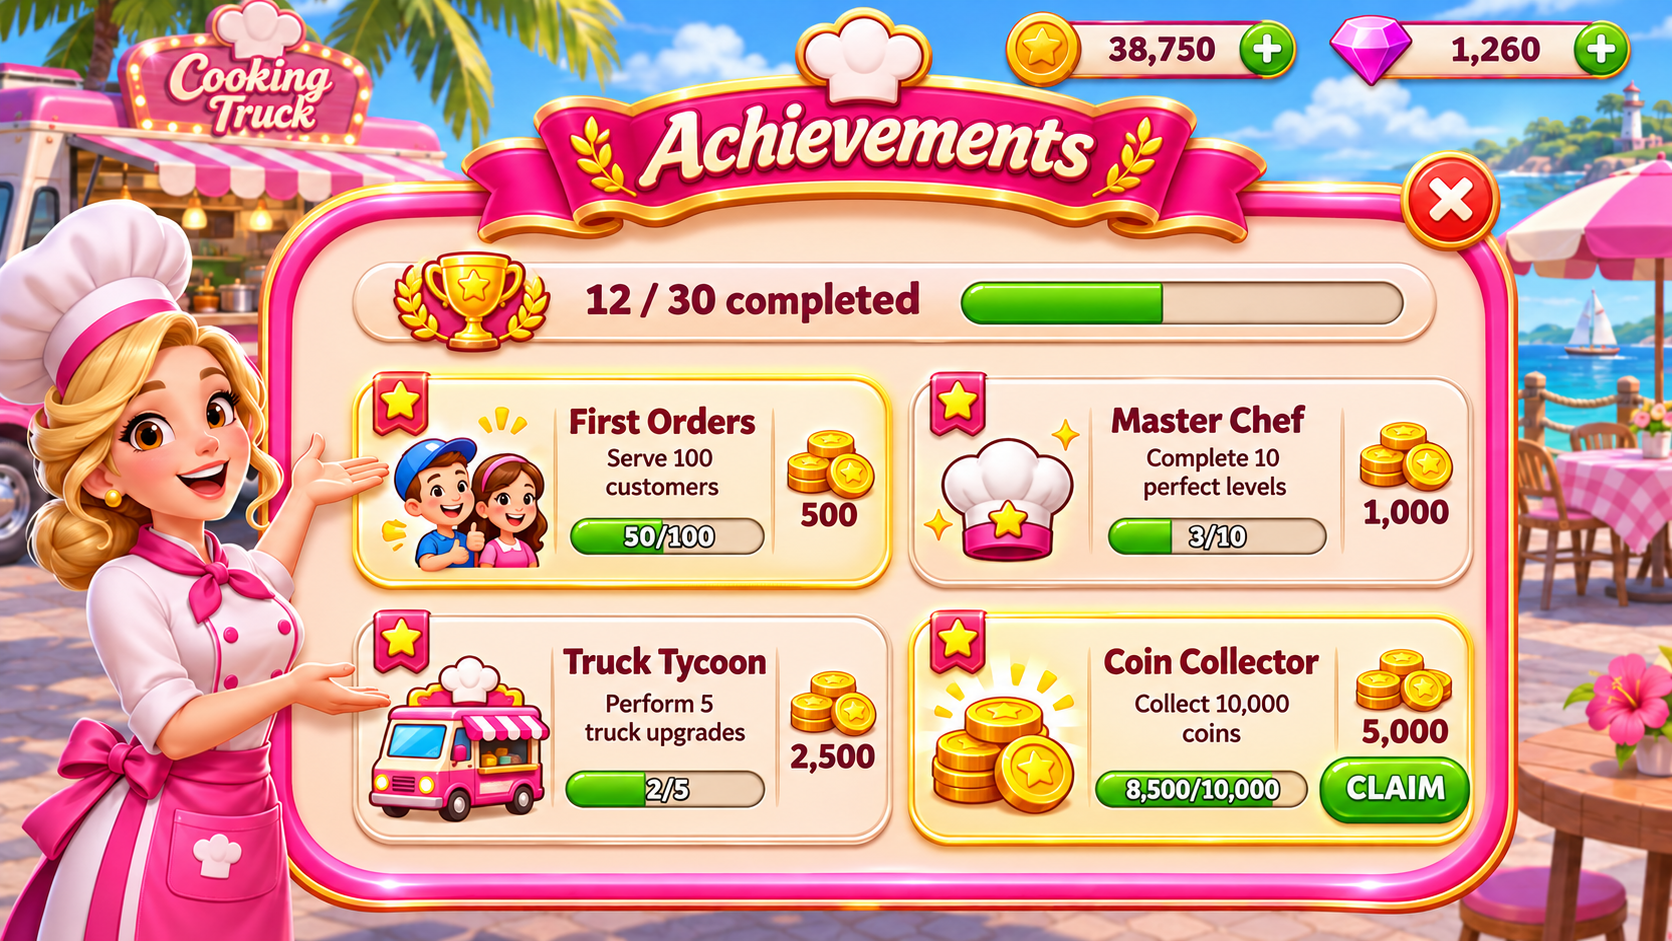 Cooking
Truck
38,750
1,260
Achievements
12 / 30 completed
First Orders
Serve 100
customers
50/100
500
Master Chef
Complete 10
perfect levels
3/10
1,000
Truck Tycoon
Perform 5
truck upgrades
2/5
2,500
Coin Collector
Collect 10,000
coins
8,500/10,000
5,000
CLAIM